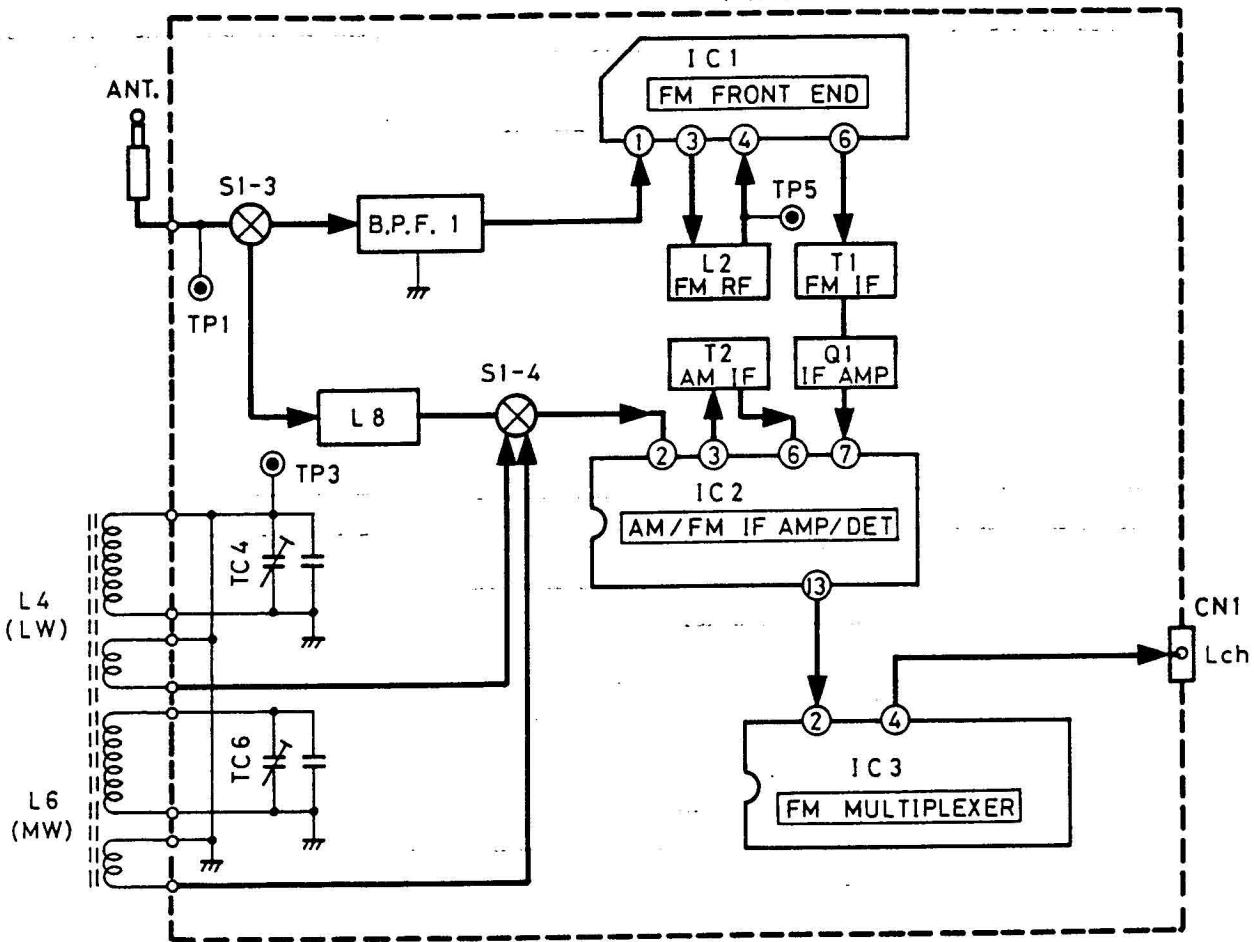 IC1
FM FRONT END
ANT.
1
3
4
6
S1-3
TP5
B.P.F. 1
L2
FM RF
T1
FM IF
TP1
T2
AM IF
Q1
IF AMP
S1-4
L8
2
3
6
7
TP3
IC2
AM/FM IF AMP/DET
TC4
L4
(LW)
13
CN1
Lch
2
4
TC6
IC3
FM MULTIPLEXER
L6
(MW)